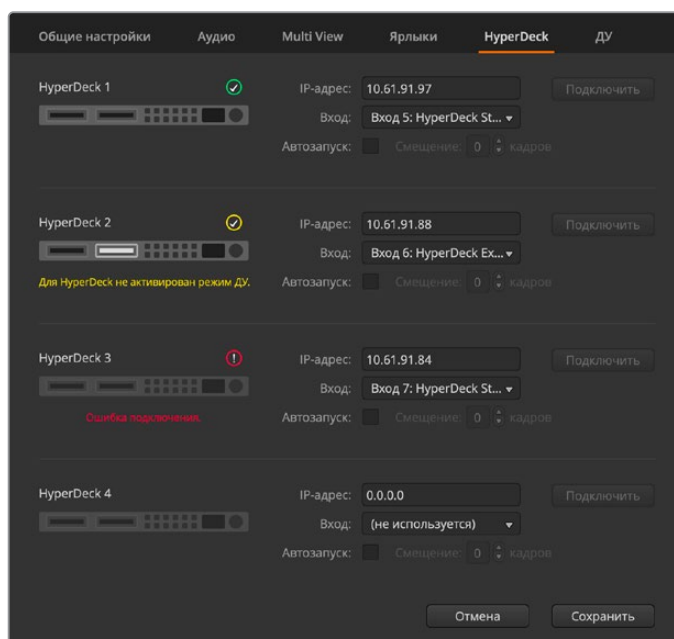 Общие настройки Аудио Multi View Ярлыки HyperDeck ДУ
HyperDeck 1 IP-адрес: 10.61.91.97 Подключить
Вход: Вход 5: HyperDeck St...
Автозапуск: Смещение: 0 кадров
HyperDeck 2 IP-адрес: 10.61.91.88 Подключить
Вход: Вход 6: HyperDeck Ex...
Для HyperDeck не активирован режим ДУ. Автозапуск: Смещение: 0 кадров
HyperDeck 3 IP-адрес: 10.61.91.84 Подключить
Вход: Вход 7: HyperDeck St...
Ошибка подключения. Автозапуск: Смещение: 0 кадров
HyperDeck 4 IP-адрес: 0.0.0.0 Подключить
Вход: (не используется)
Автозапуск: Смещение: 0 кадров
Отмена Сохранить